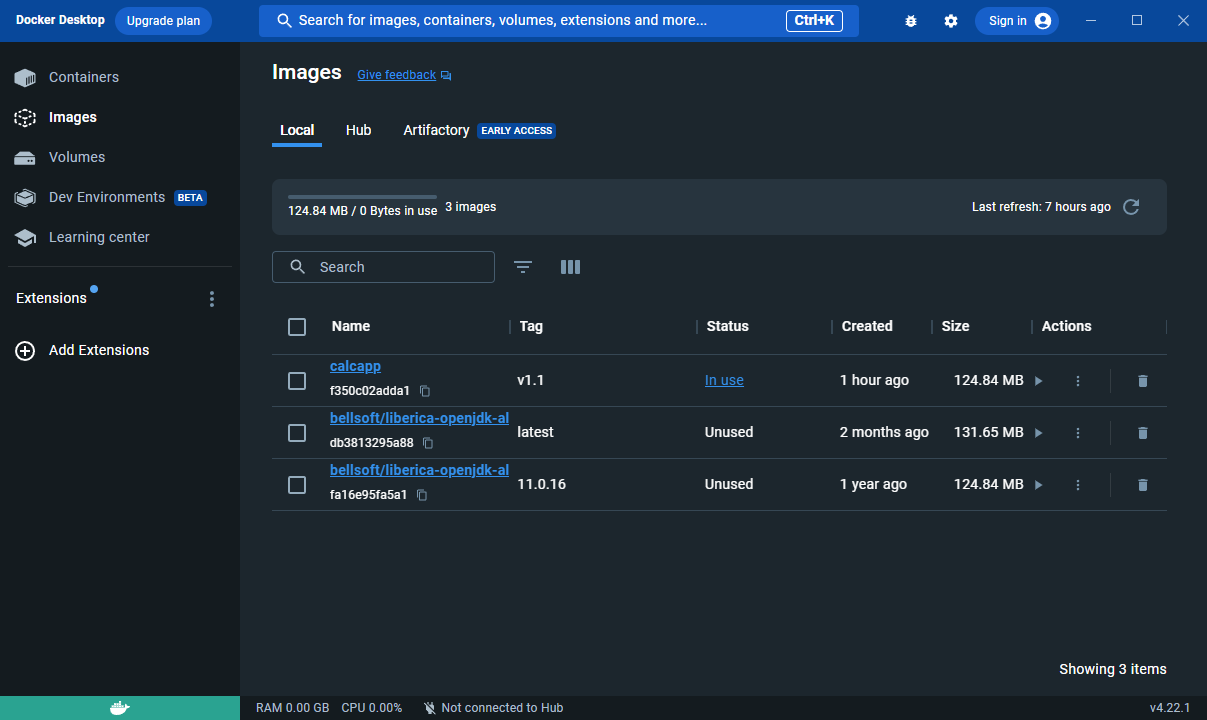 Docker Desktop Upgrade plan Search for images, containers, volumes, extensions and more... Ctrl+K Sign in
Containers
Images
Volumes
Dev Environments BETA
Learning center
Extensions
Add Extensions
Images Give feedback
Local Hub Artifactory EARLY ACCESS
124.84 MB / 0 Bytes in use 3 images Last refresh: 7 hours ago
Search
Name Tag Status Created Size Actions
calcapp
f350c02adda1 v1.1 In use 1 hour ago 124.84 MB
bellsoft/liberica-openjdk-al
db3813295a88 latest Unused 2 months ago 131.65 MB
bellsoft/liberica-openjdk-al
fa16e95fa5a1 11.0.16 Unused 1 year ago 124.84 MB
Showing 3 items
RAM 0.00 GB CPU 0.00% Not connected to Hub v4.22.1